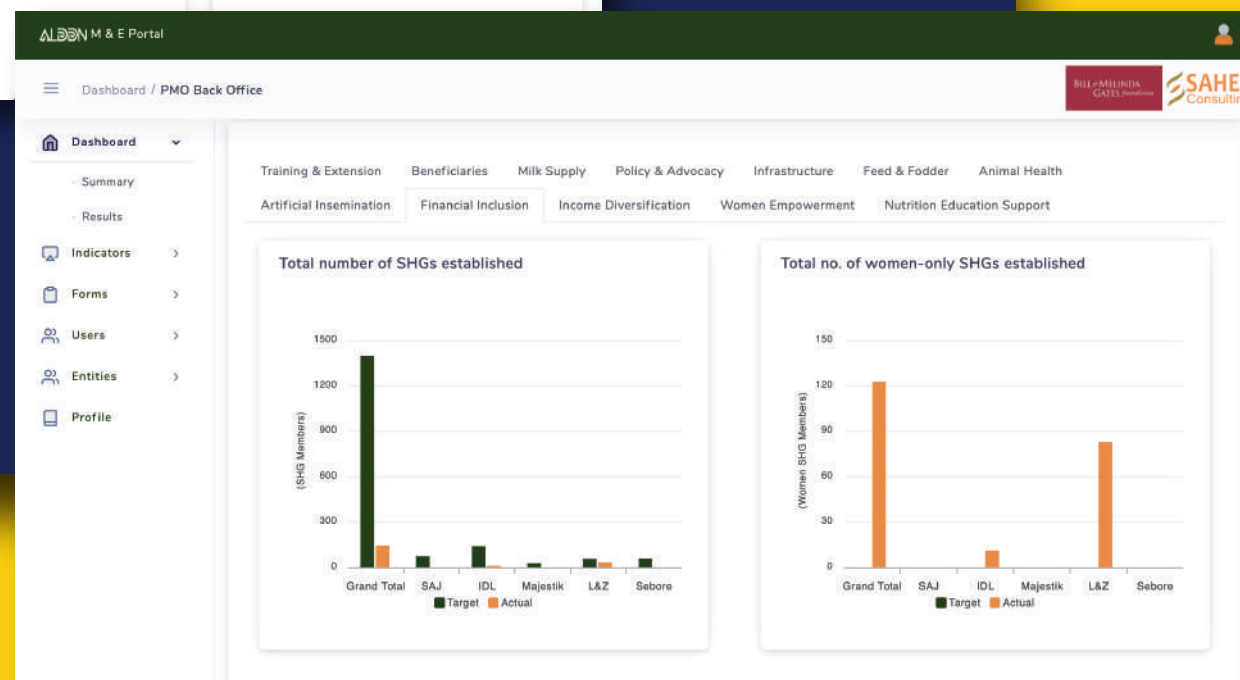 ALDDN M & E Portal
Dashboard / PMO Back Office
BILL & MELINDA
GATES foundation
SAHE
Consultin
Dashboard
· Summary
· Results
Indicators
Forms
Users
Entities
Profile
Training & Extension Beneficiaries Milk Supply Policy & Advocacy Infrastructure Feed & Fodder Animal Health
Artificial Insemination Financial Inclusion Income Diversification Women Empowerment Nutrition Education Support
Total number of SHGs established
(SHG Members)
1500
1200
900
600
300
0
Grand Total SAJ IDL Majestik L&Z Sebore
Target Actual
Total no. of women-only SHGs established
(Women SHG Members)
150
120
90
60
30
0
Grand Total SAJ IDL Majestik L&Z Sebore
Target Actual